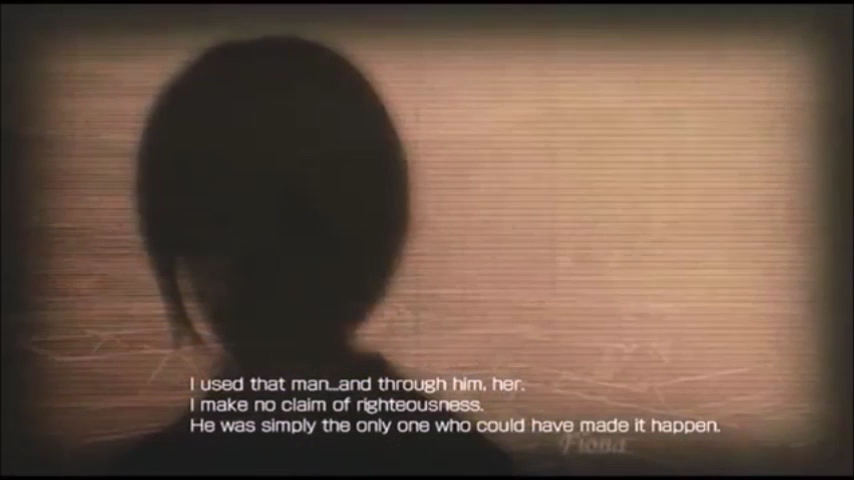 I used that man...and through him, her.
I make no claim of righteousness.
He was simply the only one who could have made it happen.
Fiona